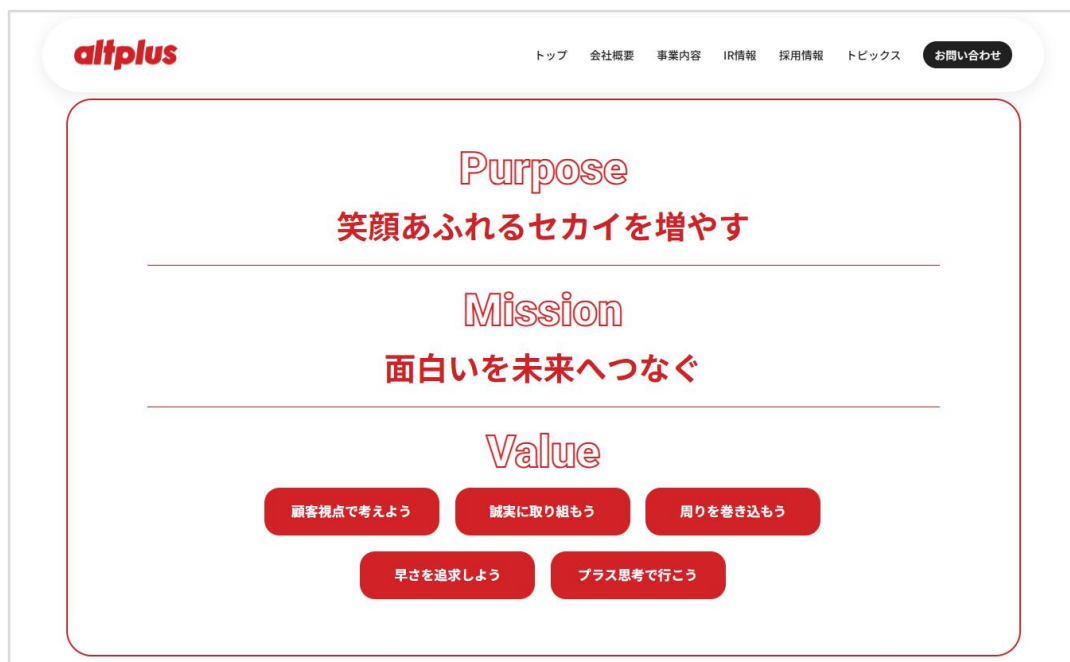 altplus
トップ 会社概要 事業内容 IR情報 採用情報 トピックス お問い合わせ
Purpose
笑顔あふれるセカイを増やす
Mission
面白いを未来へつなぐ
Value
顧客視点で考えよう 誠実に取り組もう 周りを巻き込もう
早さを追求しよう プラス思考で行こう